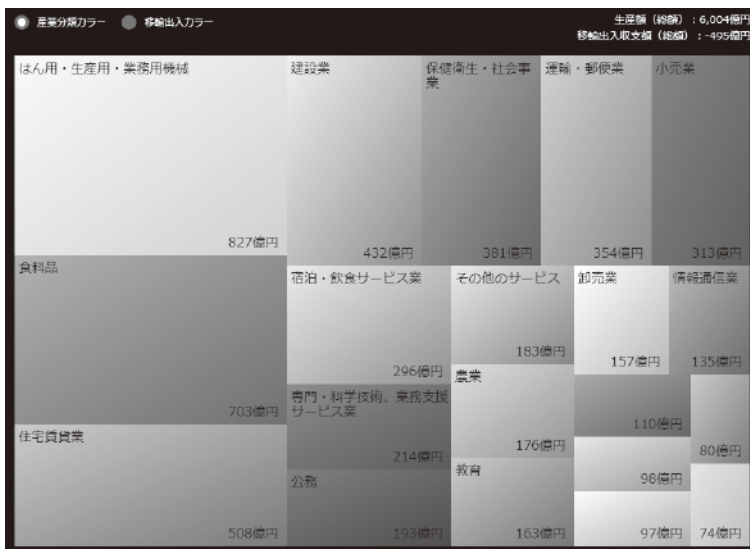 産業分類カラー 移輸出入カラー
生産額（総額）：6,004億円
移輸出入収支額（総額）：-495億円
はん用・生産用・業務用機械
827億円
食料品
703億円
住宅賃貸業
508億円
建設業
432億円
保健衛生・社会事
業
381億円
運輸・郵便業
354億円
小売業
313億円
宿泊・飲食サービス業
296億円
専門・科学技術、業務支援
サービス業
214億円
公務
193億円
その他のサービス
183億円
農業
176億円
教育
163億円
卸売業
157億円
情報通信業
135億円
110億円
98億円
97億円
80億円
74億円